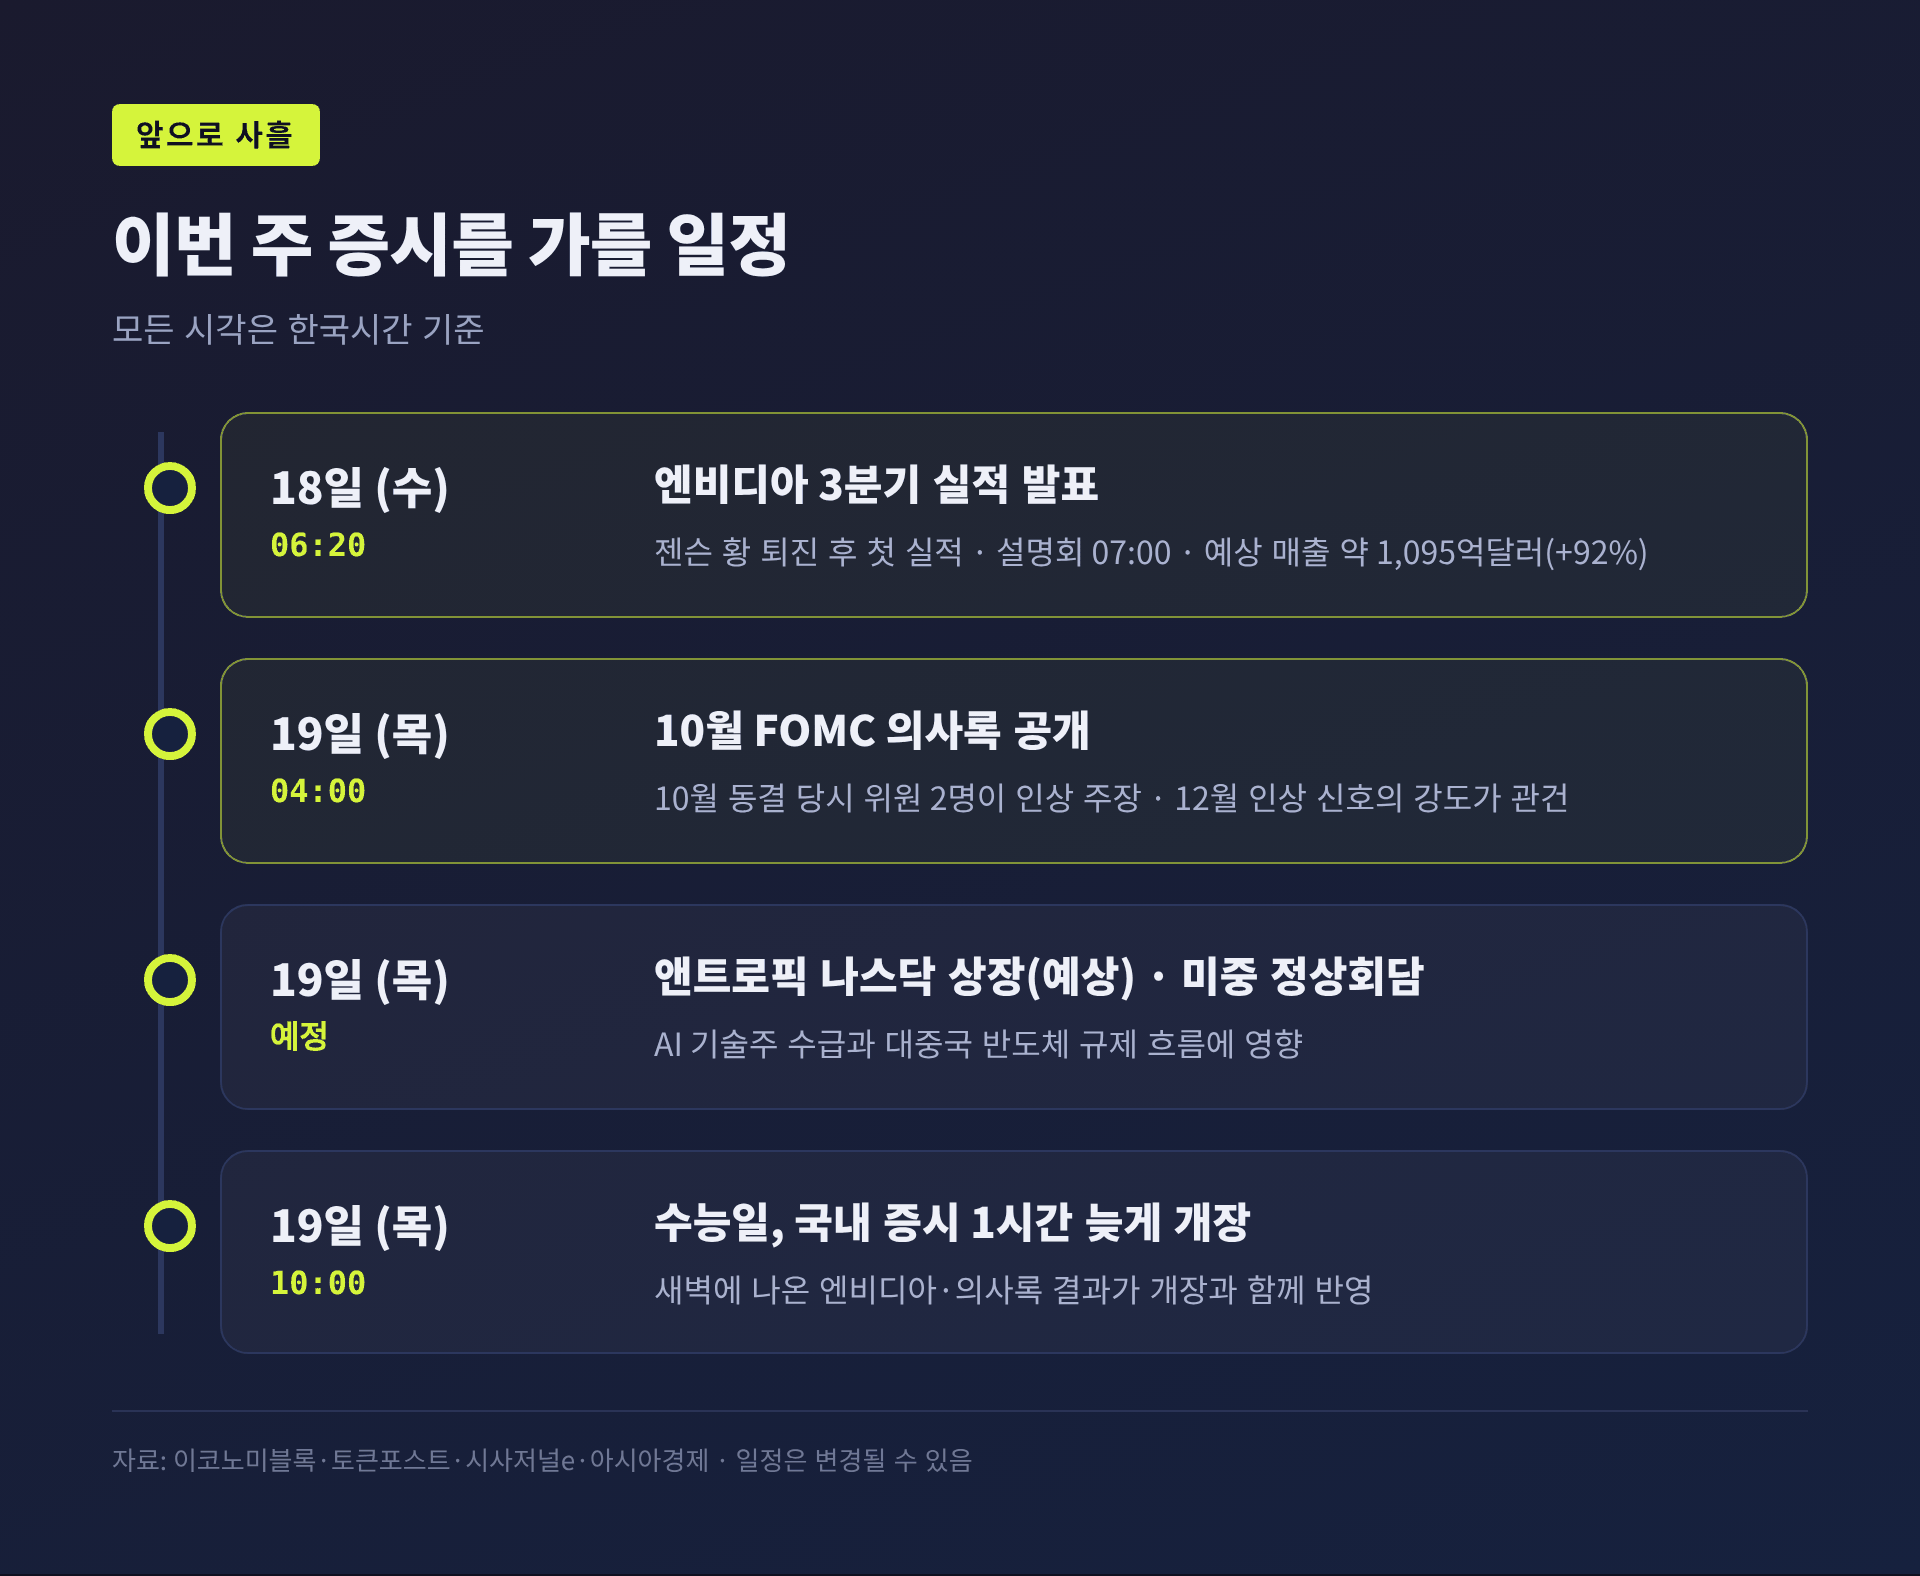 앞으로 사흘
이번 주 증시를 가를 일정
모든 시각은 한국시간 기준
18일 (수)
06:20
엔비디아 3분기 실적 발표
젠슨 황 퇴진 후 첫 실적 · 설명회 07:00 · 예상 매출 약 1,095억달러(+92%)
19일 (목)
04:00
10월 FOMC 의사록 공개
10월 동결 당시 위원 2명이 인상 주장 · 12월 인상 신호의 강도가 관건
19일 (목)
예정
앤트로픽 나스닥 상장(예상) · 미중 정상회담
AI 기술주 수급과 대중국 반도체 규제 흐름에 영향
19일 (목)
10:00
수능일, 국내 증시 1시간 늦게 개장
새벽에 나온 엔비디아·의사록 결과가 개장과 함께 반영
자료: 이코노미블록·토큰포스트·시사저널e·아시아경제 · 일정은 변경될 수 있음